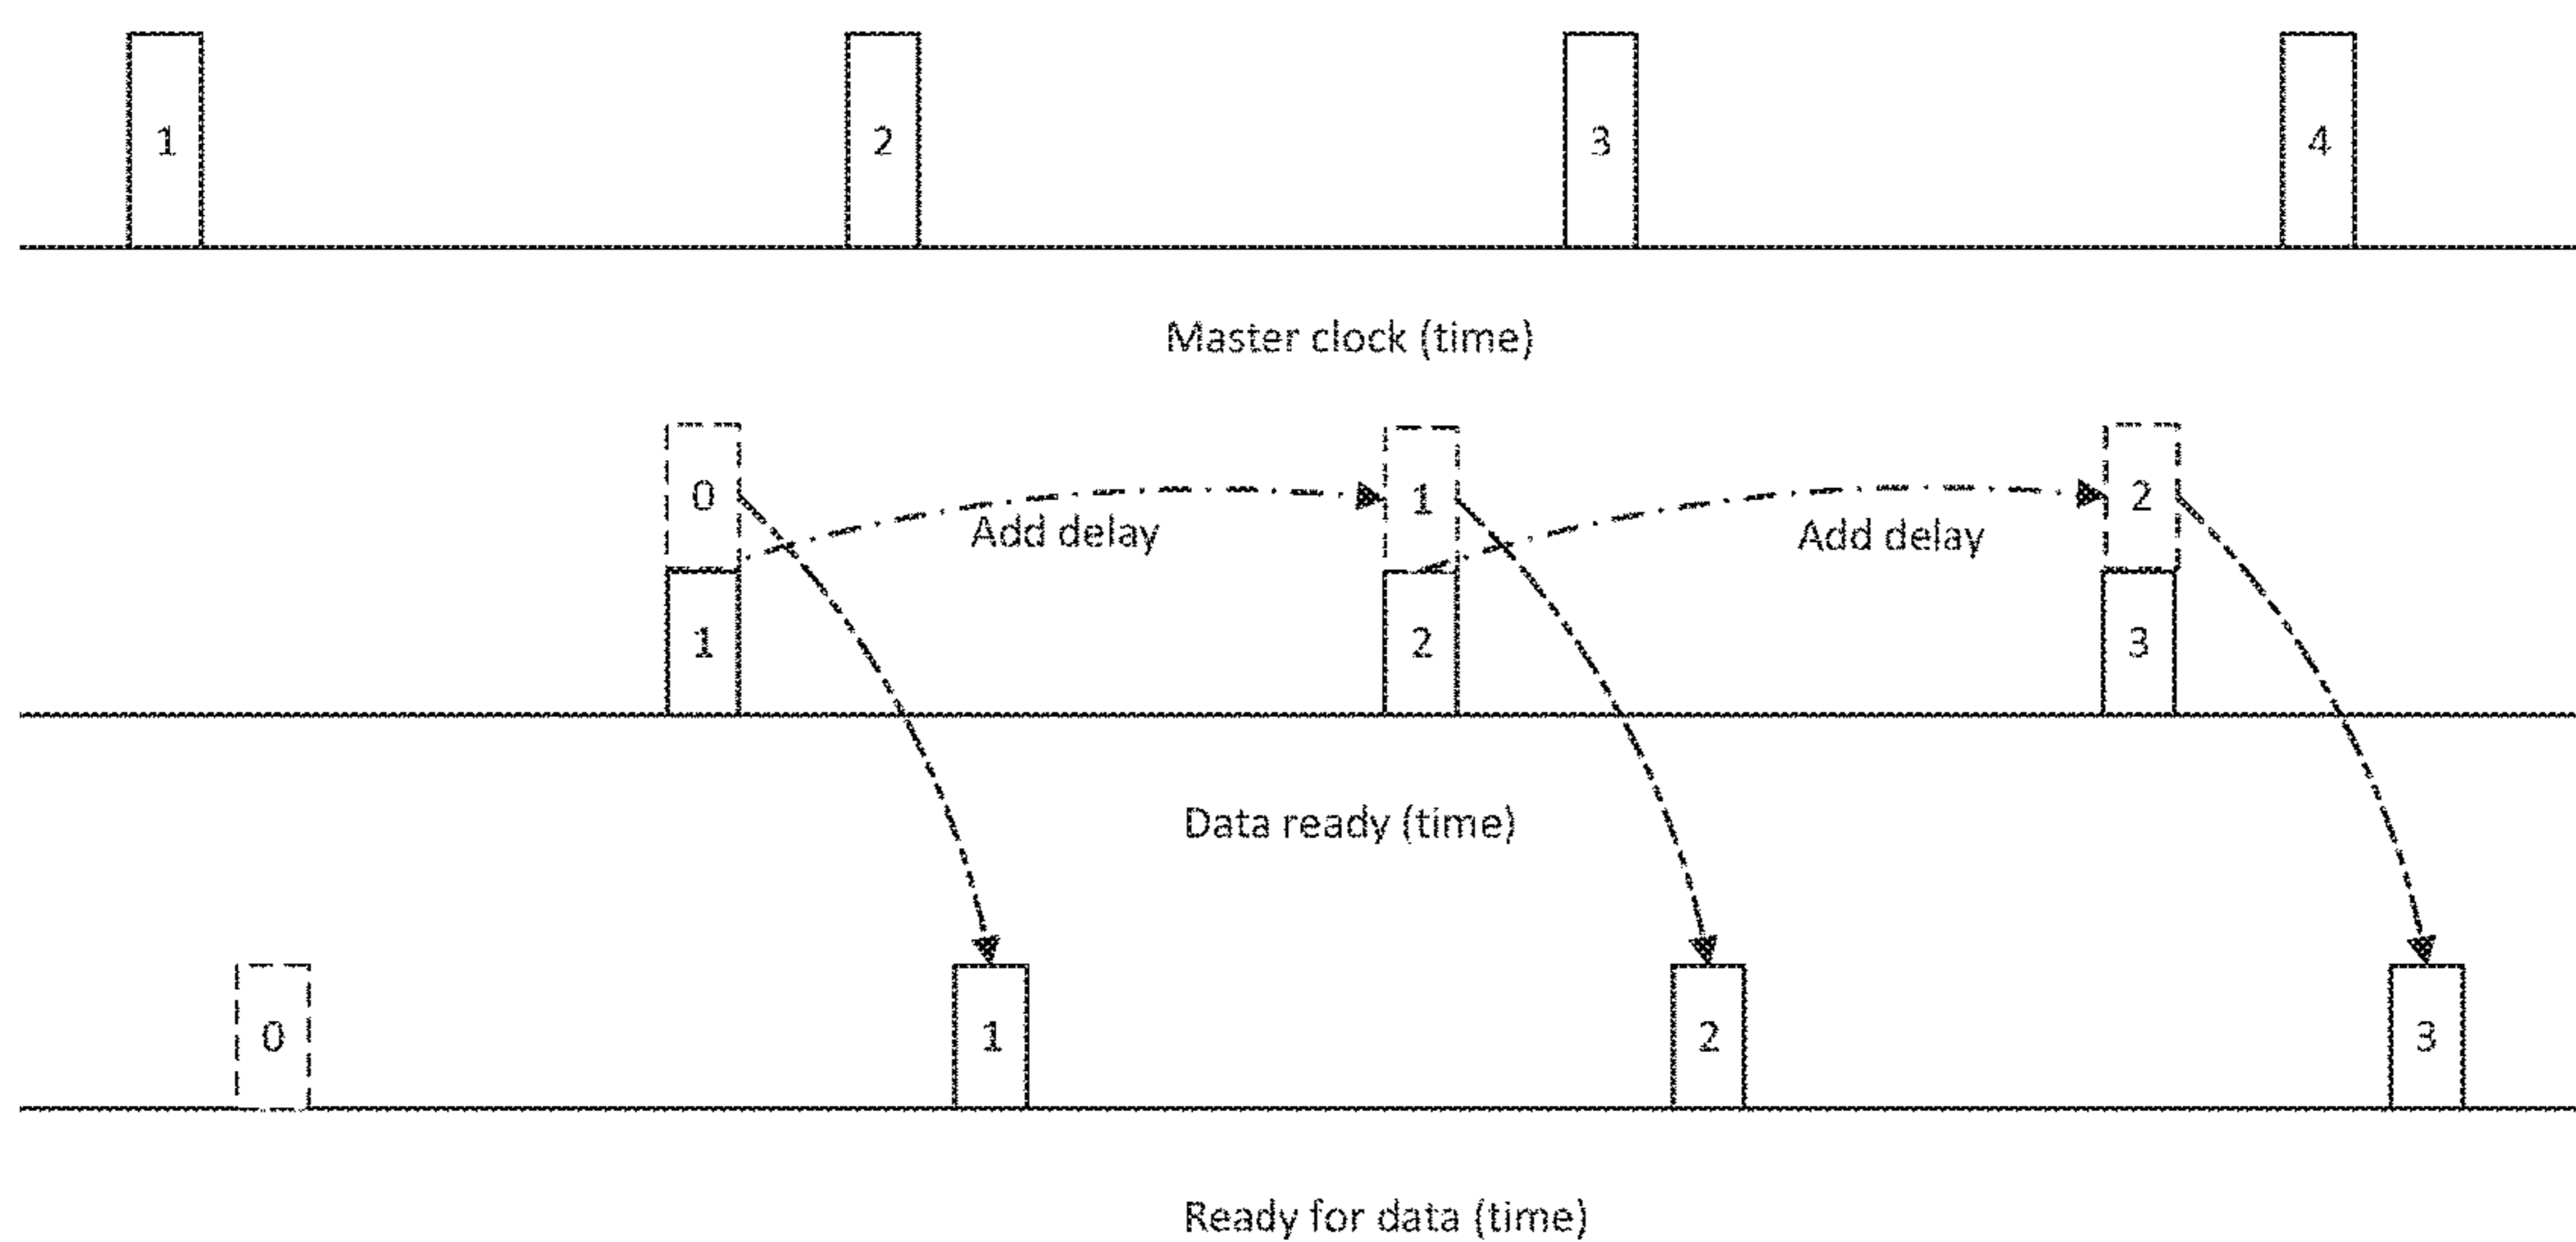 1 2 3 4
Master clock (time)
0 1 2
Add delay Add delay
1 2 3
Data ready (time)
0 1 2 3
Ready for data (time)